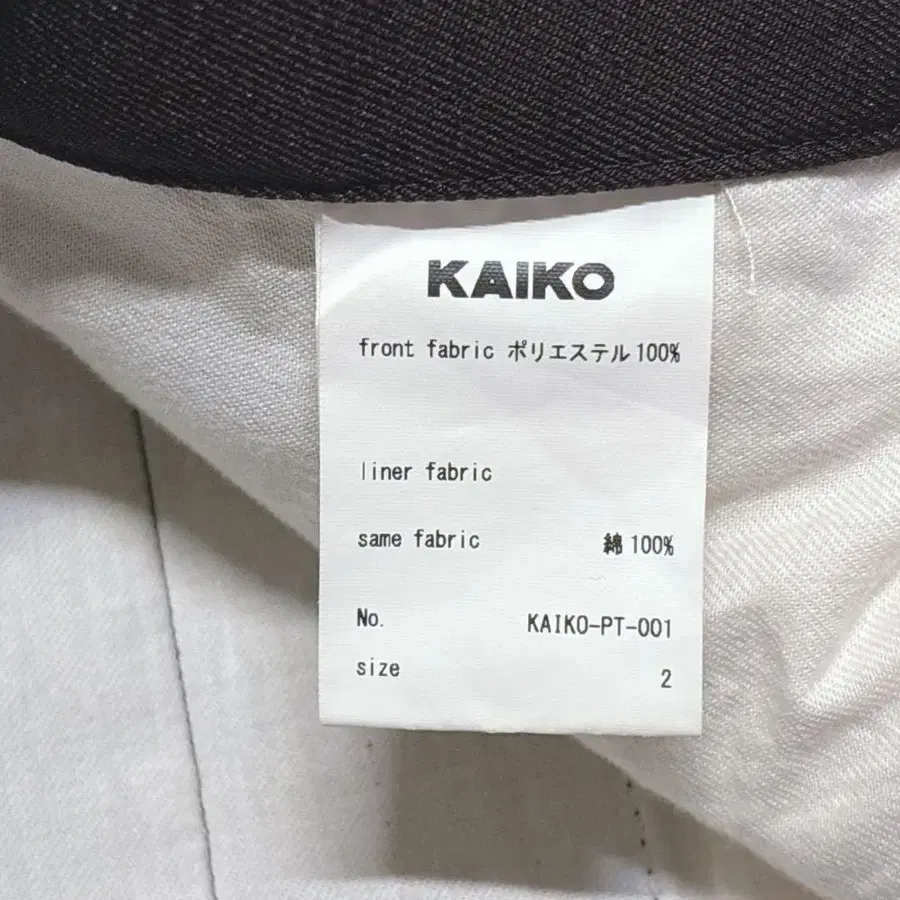 KAIKO
front fabric ポリエステル100%
liner fabric
same fabric 綿100%
No. KAIKO-PT-001
size 2